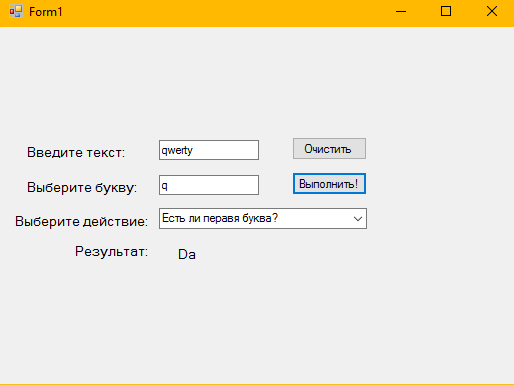 Form1
Введите текст: qwerty Очистить
Выберите букву: q Выполнить!
Выберите действие: Есть ли перавя буква?
Результат: Da